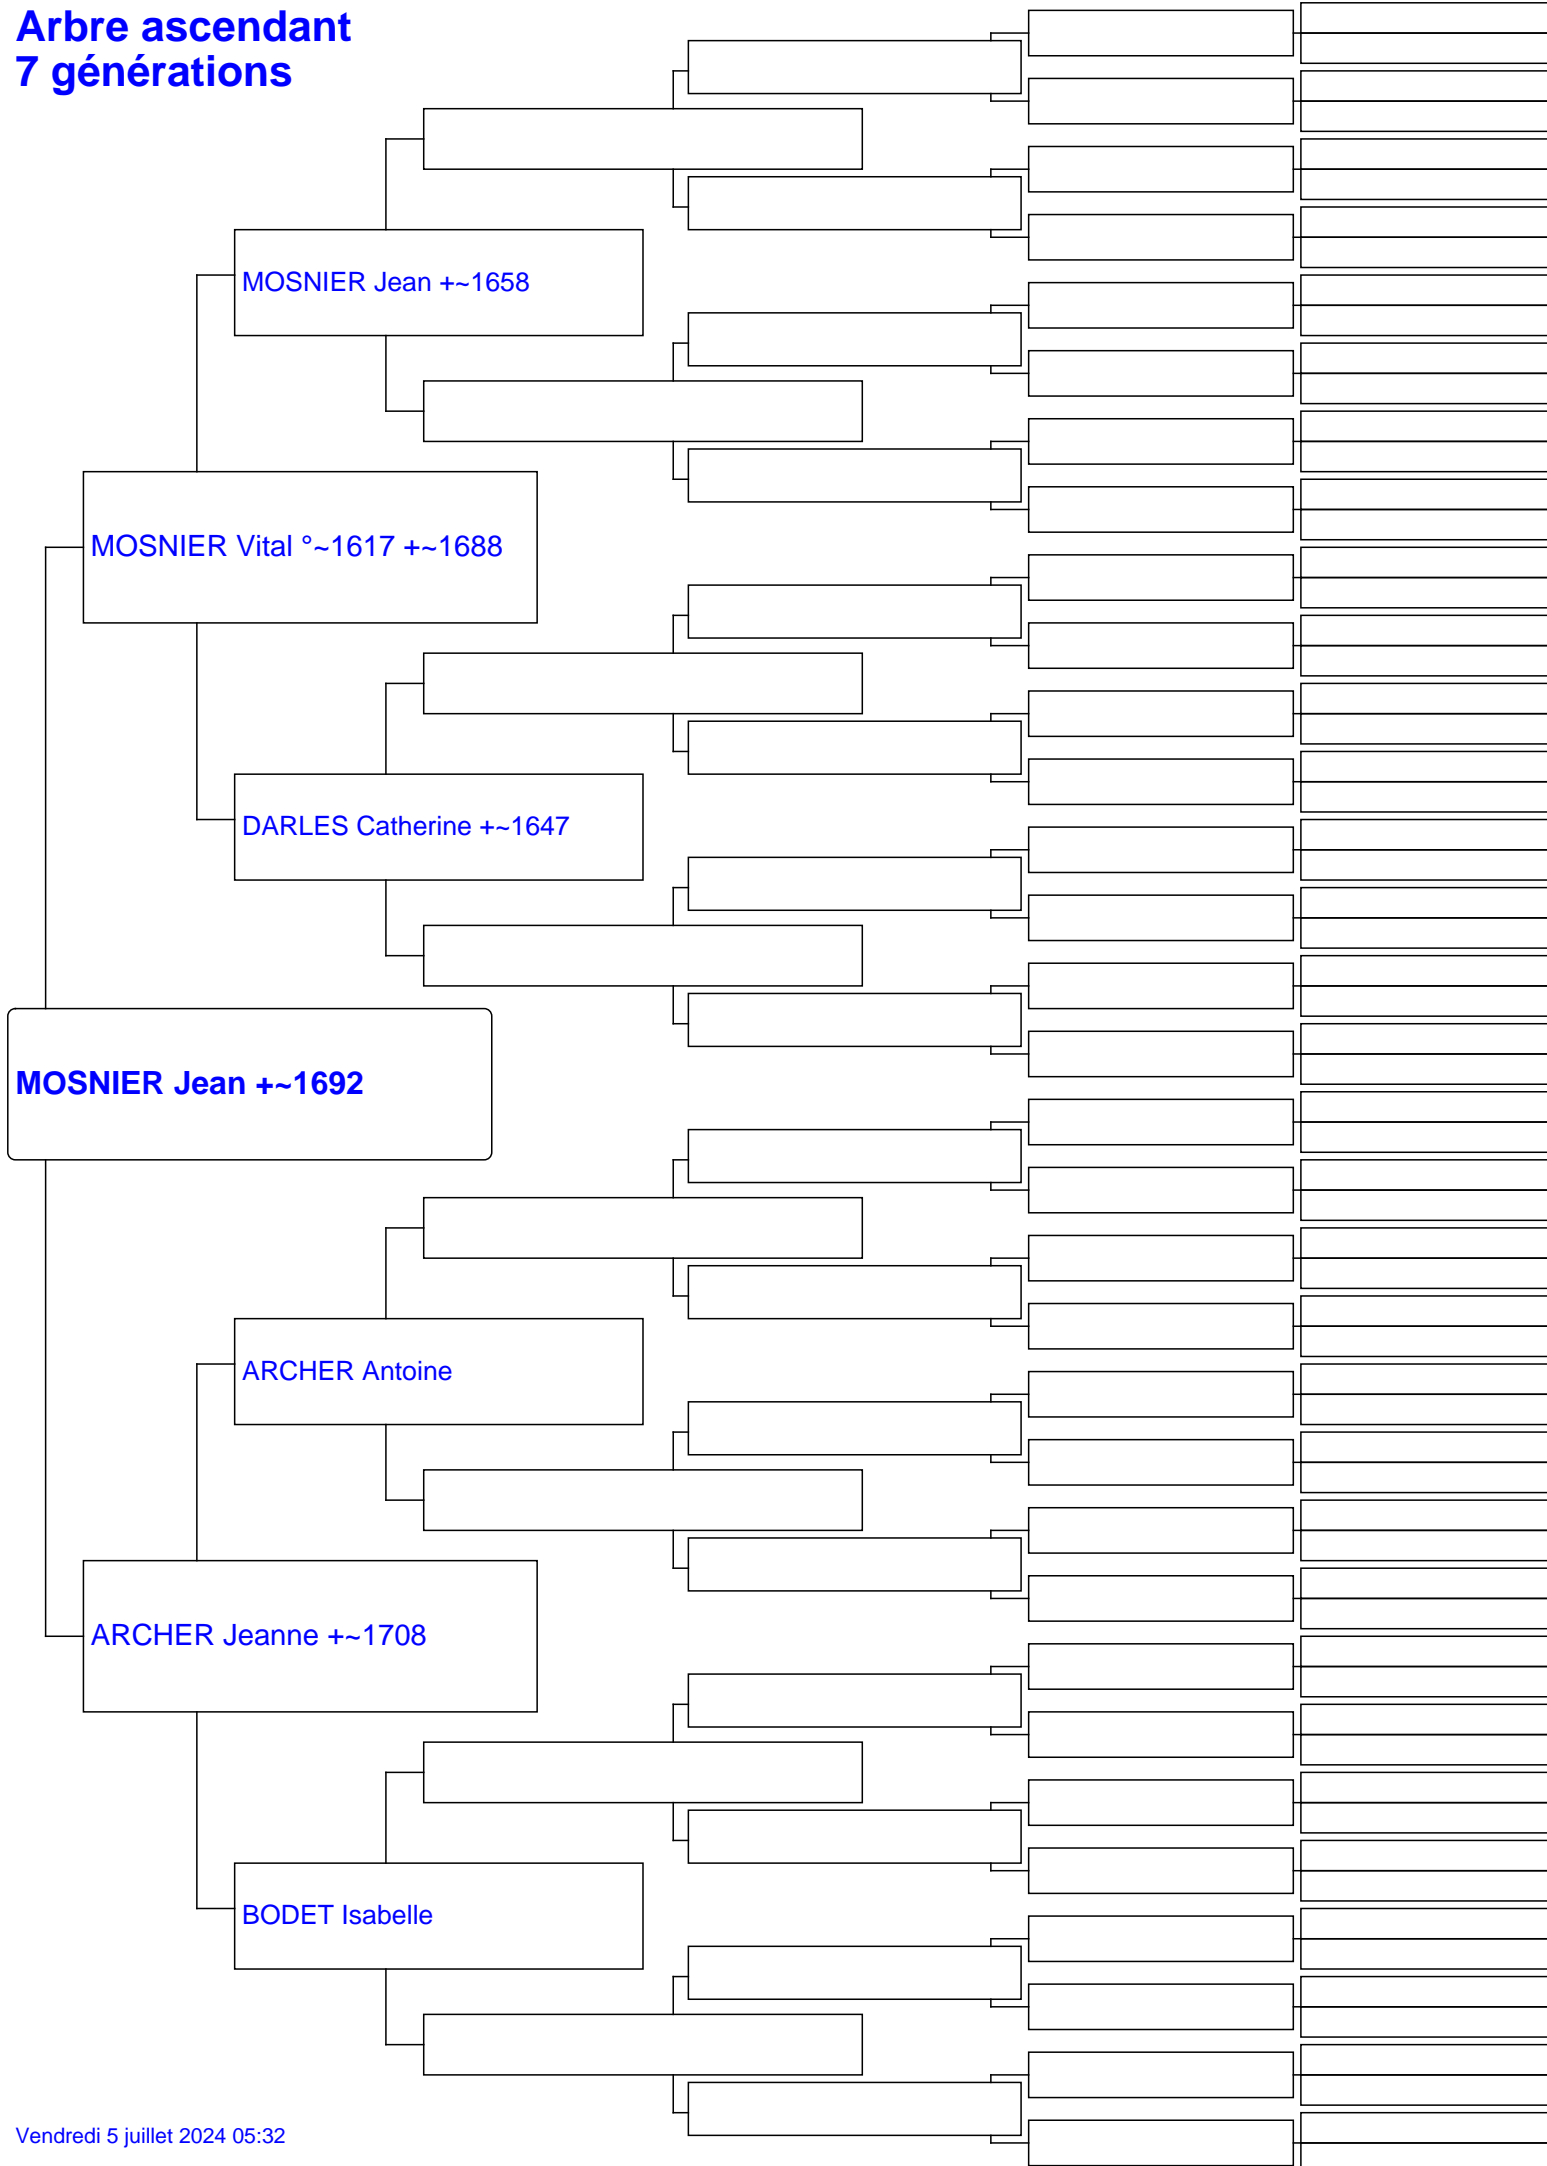 Arbre ascendant
7 générations
MOSNIER Jean +~1658
MOSNIER Vital °~1617 +~1688
DARLES Catherine +~1647
MOSNIER Jean +~1692
ARCHER Antoine
ARCHER Jeanne +~1708
BODET Isabelle
Vendredi 5 juillet 2024 05:32